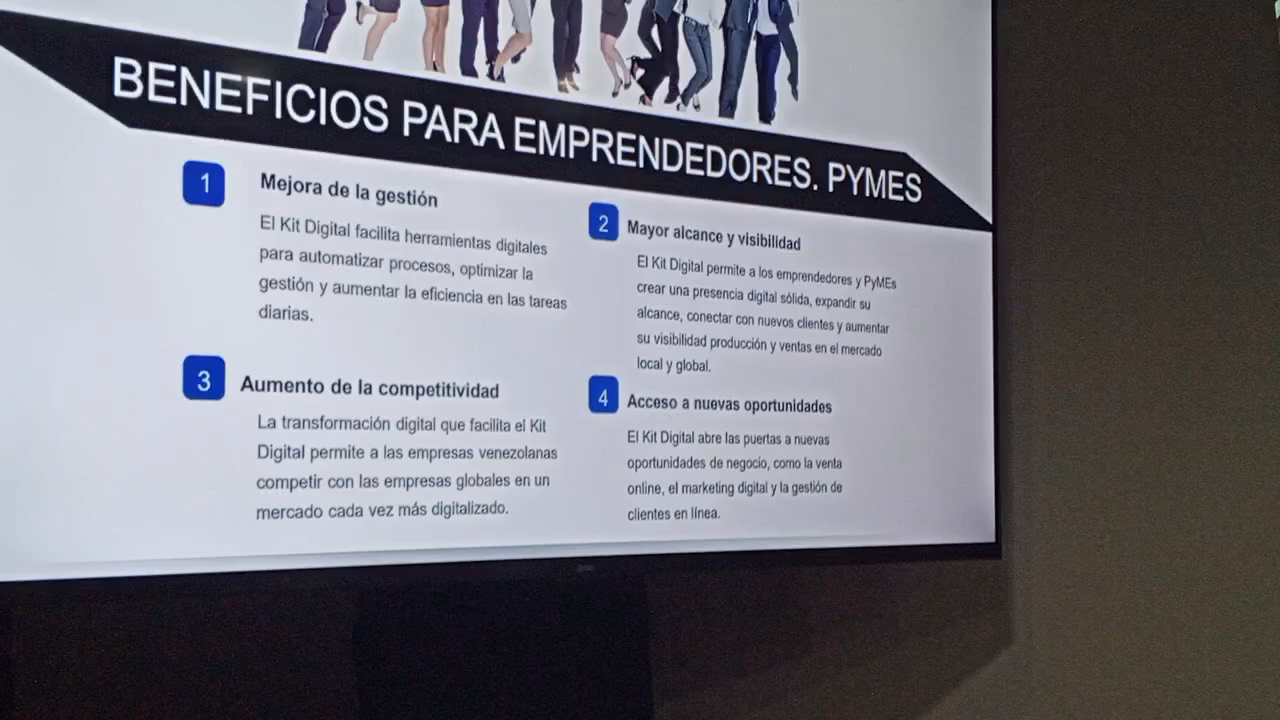 BENEFICIOS PARA EMPRENDEDORES. PYMES
1
Mejora de la gestión
El Kit Digital facilita herramientas digitales
para automatizar procesos, optimizar la
gestión y aumentar la eficiencia en las tareas
diarias.
2
Mayor alcance y visibilidad
El Kit Digital permite a los emprendedores y PyMEs
crear una presencia digital sólida, expandir su
alcance, conectar con nuevos clientes y aumentar
su visibilidad producción y ventas en el mercado
local y global.
3
Aumento de la competitividad
La transformación digital que facilita el Kit
Digital permite a las empresas venezolanas
competir con las empresas globales en un
mercado cada vez más digitalizado.
4
Acceso a nuevas oportunidades
El Kit Digital abre las puertas a nuevas
oportunidades de negocio, como la venta
online, el marketing digital y la gestión de
clientes en línea.